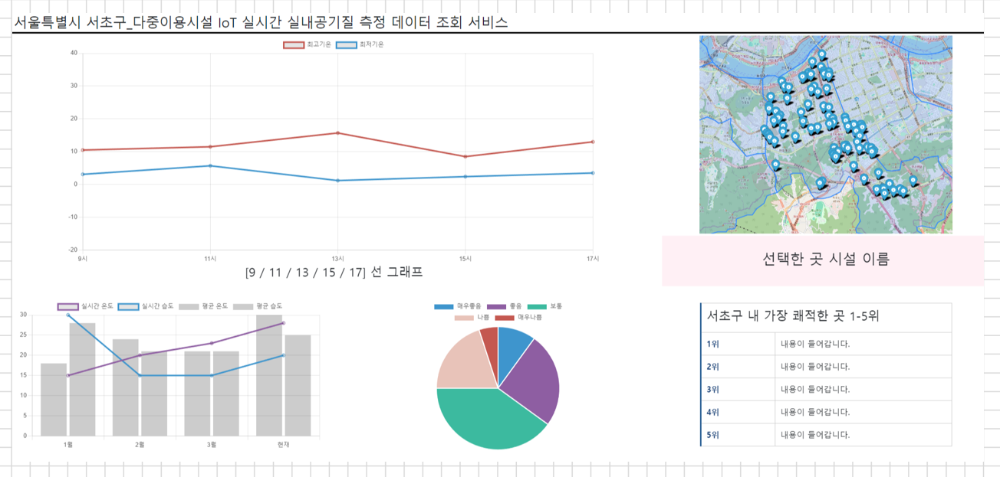 서울특별시 서초구_다중이용시설 IoT 실시간 실내공기질 측정 데이터 조회 서비스
최고기온 최저기온
40
30
20
10
0
-10
-20
9시 11시 13시 15시 17시
[9 / 11 / 13 / 15 / 17] 선 그래프
선택한 곳 시설 이름
실시간 온도 실시간 습도 평균 온도 평균 습도
30
25
20
15
10
5
0
1월 2월 3월 현재
매우좋음 좋음 보통
나쁨 매우나쁨
서초구 내 가장 쾌적한 곳 1-5위
1위 내용이 들어갑니다.
2위 내용이 들어갑니다.
3위 내용이 들어갑니다.
4위 내용이 들어갑니다.
5위 내용이 들어갑니다.